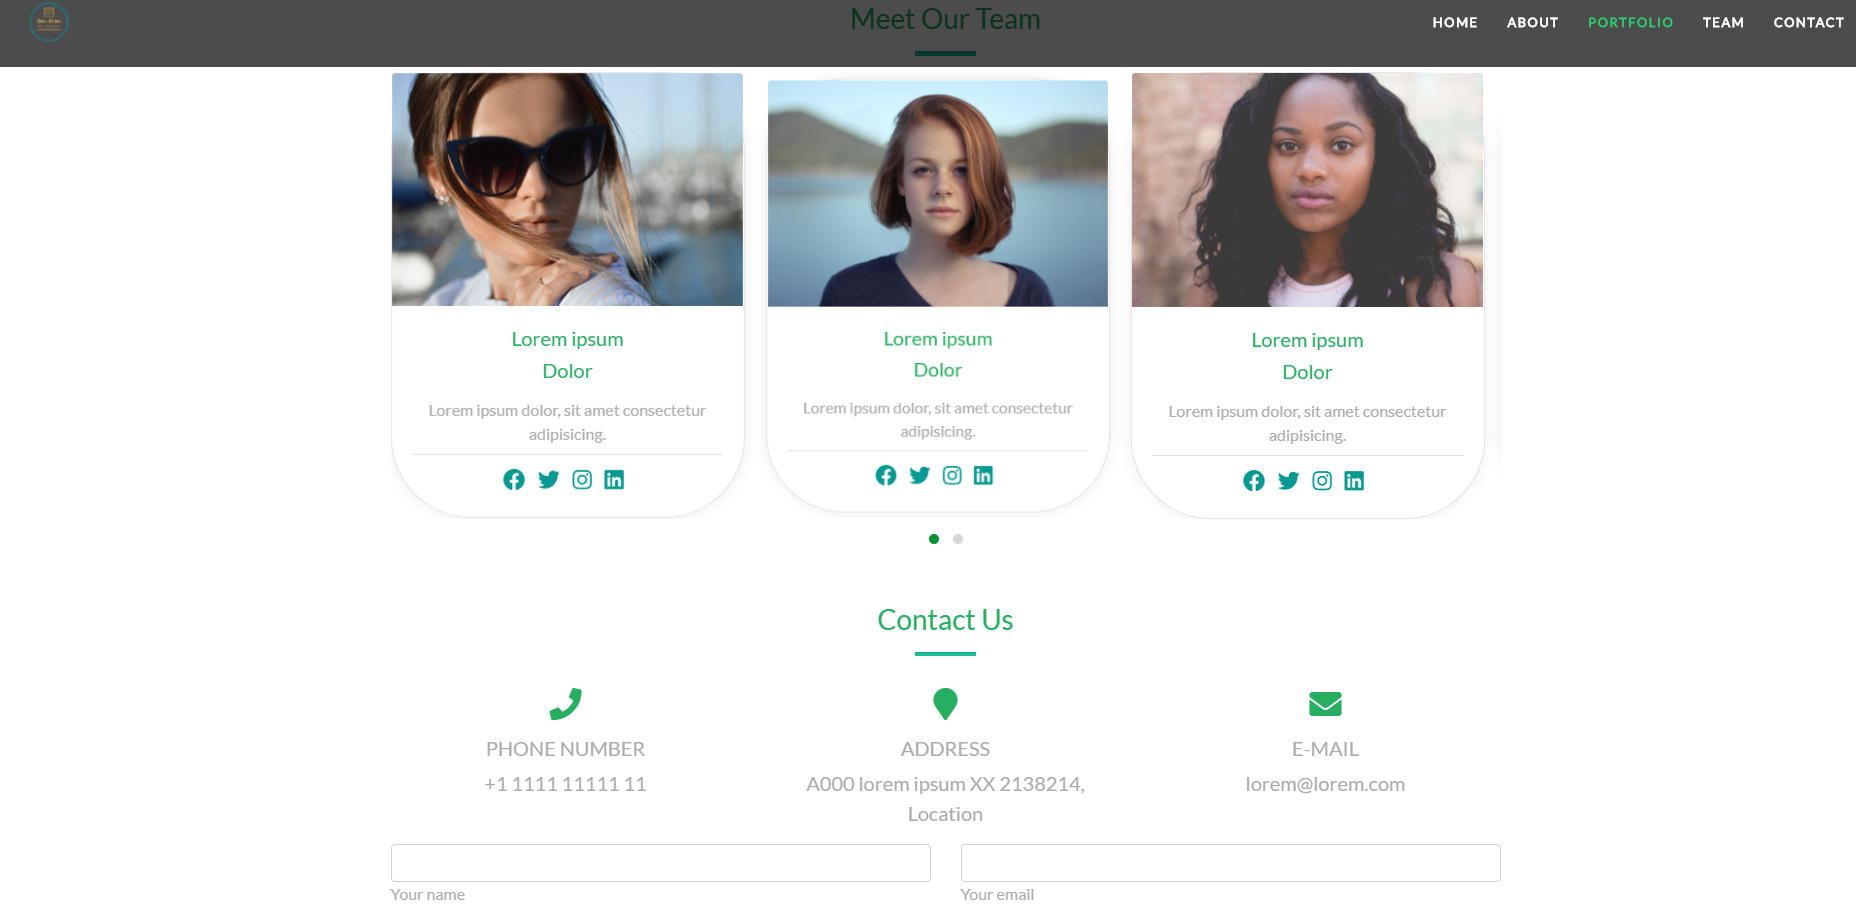 Meet Our Team
HOME ABOUT PORTFOLIO TEAM CONTACT
Lorem ipsum
Dolor
Lorem ipsum dolor, sit amet consectetur
adipisicing.
Lorem ipsum
Dolor
Lorem ipsum dolor, sit amet consectetur
adipisicing.
Lorem ipsum
Dolor
Lorem ipsum dolor, sit amet consectetur
adipisicing.
Contact Us
PHONE NUMBER
+1 1111 11111 11
ADDRESS
A000 lorem ipsum XX 2138214,
Location
E-MAIL
lorem@lorem.com
Your name
Your email